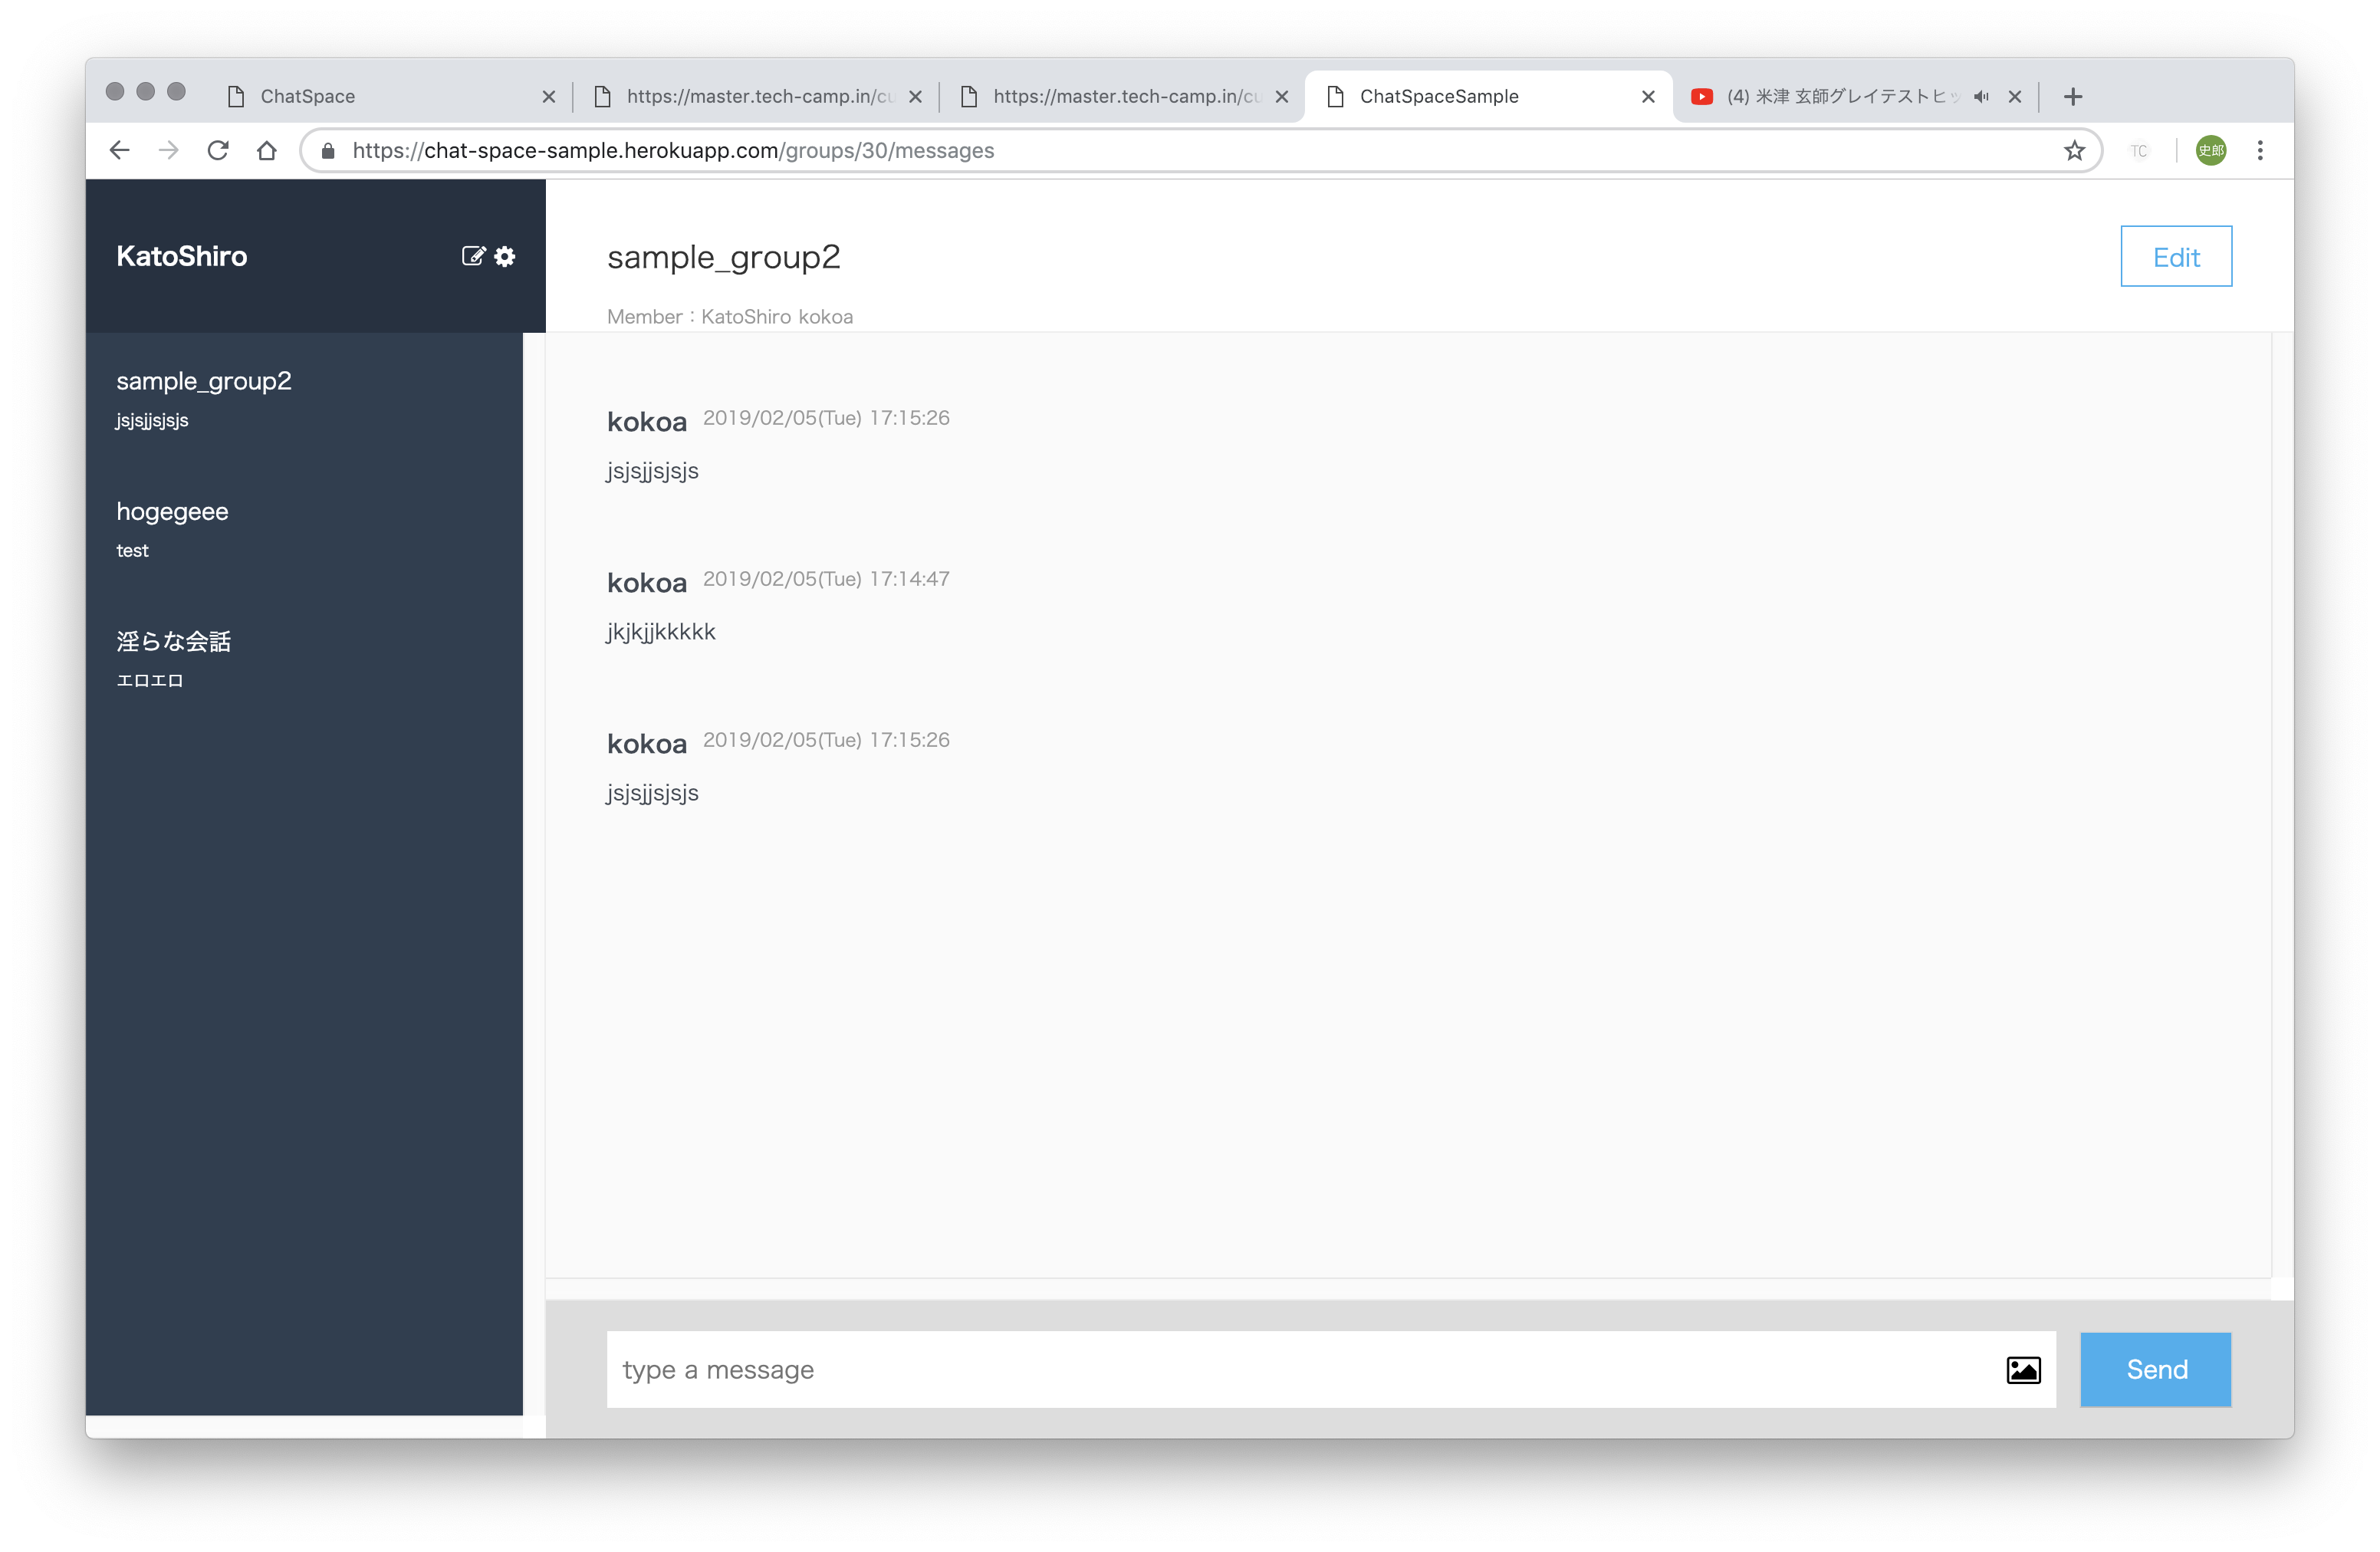 ChatSpace
https://master.tech-camp.in/cu
https://master.tech-camp.in/cu
ChatSpaceSample
(4) 米津 玄師グレイテストヒッ
https://chat-space-sample.herokuapp.com/groups/30/messages
TC
史郎
KatoShiro
sample_group2
jsjsjjsjsjs
hogegeee
test
淫らな会話
エロエロ
sample_group2
Edit
Member：KatoShiro kokoa
kokoa 2019/02/05(Tue) 17:15:26
jsjsjjsjsjs
kokoa 2019/02/05(Tue) 17:14:47
jkjkjjkkkkk
kokoa 2019/02/05(Tue) 17:15:26
jsjsjjsjsjs
type a message
Send